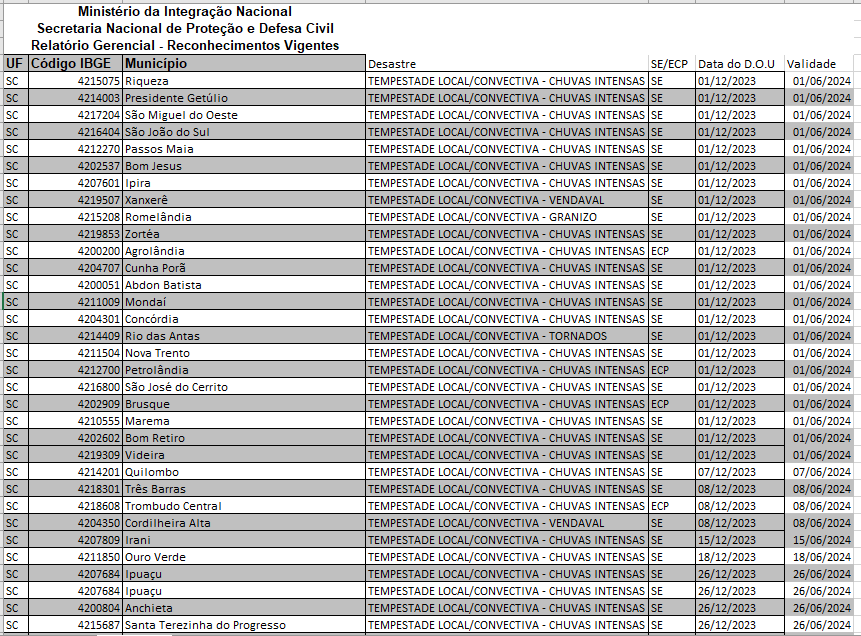 Ministério da Integração Nacional
Secretaria Nacional de Proteção e Defesa Civil
Relatório Gerencial - Reconhecimentos Vigentes
UF Código IBGE Município Desastre SE/ECP Data do D.O.U Validade
SC 4215075 Riqueza TEMPESTADE LOCAL/CONVECTIVA - CHUVAS INTENSAS SE 01/12/2023 01/06/2024
SC 4214003 Presidente Getúlio TEMPESTADE LOCAL/CONVECTIVA - CHUVAS INTENSAS SE 01/12/2023 01/06/2024
SC 4217204 São Miguel do Oeste TEMPESTADE LOCAL/CONVECTIVA - CHUVAS INTENSAS SE 01/12/2023 01/06/2024
SC 4216404 São João do Sul TEMPESTADE LOCAL/CONVECTIVA - CHUVAS INTENSAS SE 01/12/2023 01/06/2024
SC 4212270 Passos Maia TEMPESTADE LOCAL/CONVECTIVA - CHUVAS INTENSAS SE 01/12/2023 01/06/2024
SC 4202537 Bom Jesus TEMPESTADE LOCAL/CONVECTIVA - CHUVAS INTENSAS SE 01/12/2023 01/06/2024
SC 4207601 Ipira TEMPESTADE LOCAL/CONVECTIVA - CHUVAS INTENSAS SE 01/12/2023 01/06/2024
SC 4219507 Xanxerê TEMPESTADE LOCAL/CONVECTIVA - VENDAVAL SE 01/12/2023 01/06/2024
SC 4215208 Romelândia TEMPESTADE LOCAL/CONVECTIVA - GRANIZO SE 01/12/2023 01/06/2024
SC 4219853 Zortéa TEMPESTADE LOCAL/CONVECTIVA - CHUVAS INTENSAS SE 01/12/2023 01/06/2024
SC 4200200 Agrolândia TEMPESTADE LOCAL/CONVECTIVA - CHUVAS INTENSAS ECP 01/12/2023 01/06/2024
SC 4204707 Cunha Porã TEMPESTADE LOCAL/CONVECTIVA - CHUVAS INTENSAS SE 01/12/2023 01/06/2024
SC 4200051 Abdon Batista TEMPESTADE LOCAL/CONVECTIVA - CHUVAS INTENSAS SE 01/12/2023 01/06/2024
SC 4211009 Mondaí TEMPESTADE LOCAL/CONVECTIVA - CHUVAS INTENSAS SE 01/12/2023 01/06/2024
SC 4204301 Concórdia TEMPESTADE LOCAL/CONVECTIVA - CHUVAS INTENSAS SE 01/12/2023 01/06/2024
SC 4214409 Rio das Antas TEMPESTADE LOCAL/CONVECTIVA - TORNADOS SE 01/12/2023 01/06/2024
SC 4211504 Nova Trento TEMPESTADE LOCAL/CONVECTIVA - CHUVAS INTENSAS SE 01/12/2023 01/06/2024
SC 4212700 Petrolândia TEMPESTADE LOCAL/CONVECTIVA - CHUVAS INTENSAS ECP 01/12/2023 01/06/2024
SC 4216800 São José do Cerrito TEMPESTADE LOCAL/CONVECTIVA - CHUVAS INTENSAS SE 01/12/2023 01/06/2024
SC 4202909 Brusque TEMPESTADE LOCAL/CONVECTIVA - CHUVAS INTENSAS ECP 01/12/2023 01/06/2024
SC 4210555 Marema TEMPESTADE LOCAL/CONVECTIVA - CHUVAS INTENSAS SE 01/12/2023 01/06/2024
SC 4202602 Bom Retiro TEMPESTADE LOCAL/CONVECTIVA - CHUVAS INTENSAS SE 01/12/2023 01/06/2024
SC 4219309 Videira TEMPESTADE LOCAL/CONVECTIVA - CHUVAS INTENSAS SE 01/12/2023 01/06/2024
SC 4214201 Quilombo TEMPESTADE LOCAL/CONVECTIVA - CHUVAS INTENSAS SE 07/12/2023 07/06/2024
SC 4218301 Três Barras TEMPESTADE LOCAL/CONVECTIVA - CHUVAS INTENSAS SE 08/12/2023 08/06/2024
SC 4218608 Trombudo Central TEMPESTADE LOCAL/CONVECTIVA - CHUVAS INTENSAS ECP 08/12/2023 08/06/2024
SC 4204350 Cordilheira Alta TEMPESTADE LOCAL/CONVECTIVA - VENDAVAL SE 08/12/2023 08/06/2024
SC 4207809 Irani TEMPESTADE LOCAL/CONVECTIVA - CHUVAS INTENSAS SE 15/12/2023 15/06/2024
SC 4211850 Ouro Verde TEMPESTADE LOCAL/CONVECTIVA - CHUVAS INTENSAS SE 18/12/2023 18/06/2024
SC 4207684 Ipuaçu TEMPESTADE LOCAL/CONVECTIVA - CHUVAS INTENSAS SE 26/12/2023 26/06/2024
SC 4207684 Ipuaçu TEMPESTADE LOCAL/CONVECTIVA - CHUVAS INTENSAS SE 26/12/2023 26/06/2024
SC 4200804 Anchieta TEMPESTADE LOCAL/CONVECTIVA - CHUVAS INTENSAS SE 26/12/2023 26/06/2024
SC 4215687 Santa Terezinha do Progresso TEMPESTADE LOCAL/CONVECTIVA - CHUVAS INTENSAS SE 26/12/2023 26/06/2024